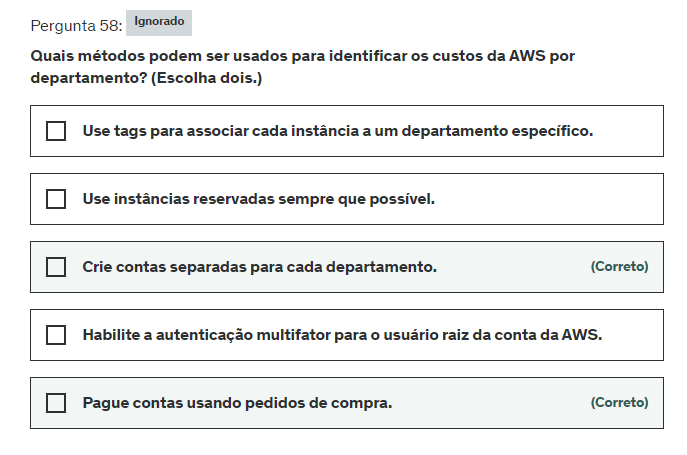 Pergunta 58: Ignorado
Quais métodos podem ser usados para identificar os custos da AWS por
departamento? (Escolha dois.)
Use tags para associar cada instância a um departamento específico.
Use instâncias reservadas sempre que possível.
Crie contas separadas para cada departamento. (Correto)
Habilite a autenticação multifator para o usuário raiz da conta da AWS.
Pague contas usando pedidos de compra. (Correto)